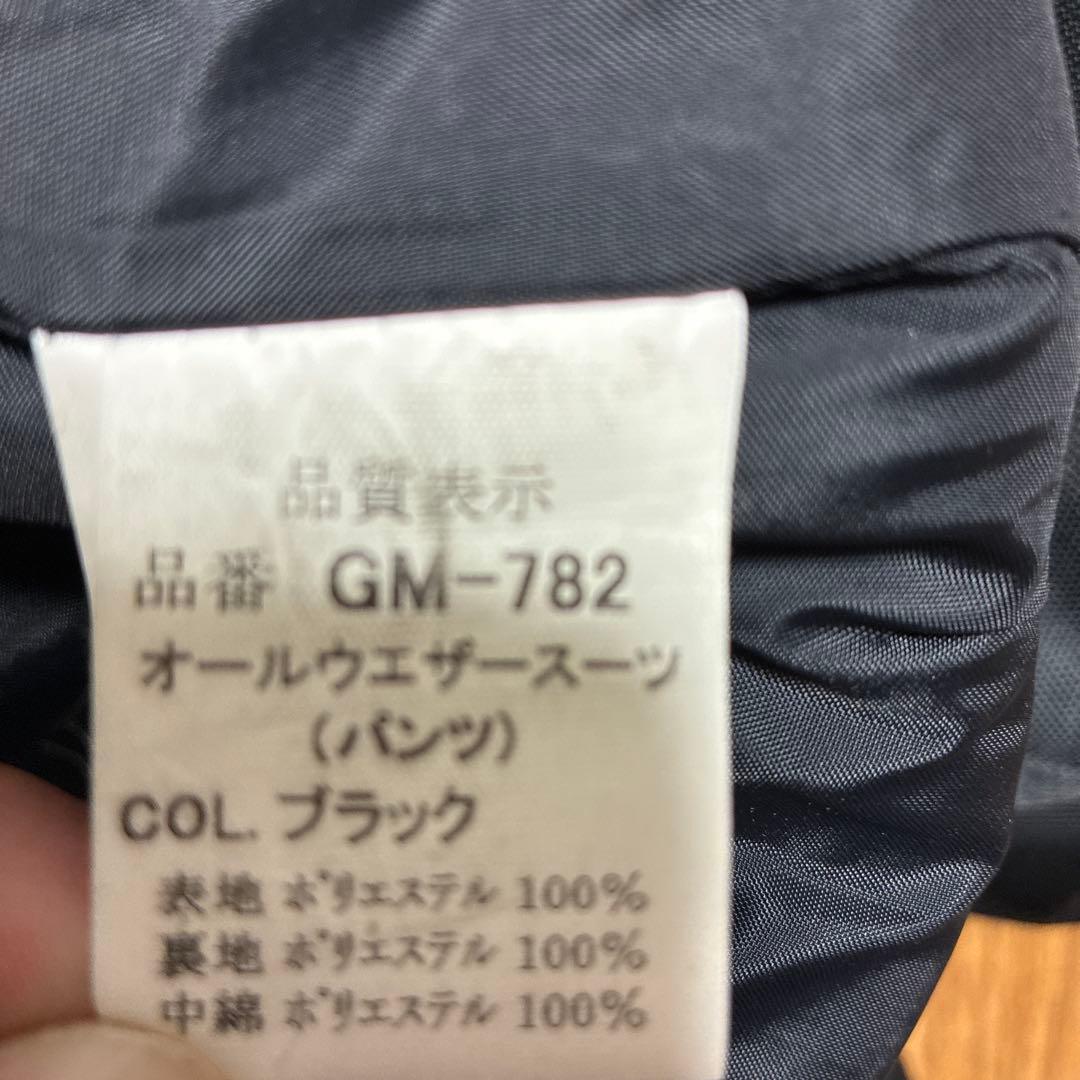 品質表示
品番 GM-782
オールウエザースーツ
(パンツ)
COL. ブラック
表地 ポリエステル 100%
裏地 ポリエステル 100%
中綿 ポリエステル 100%